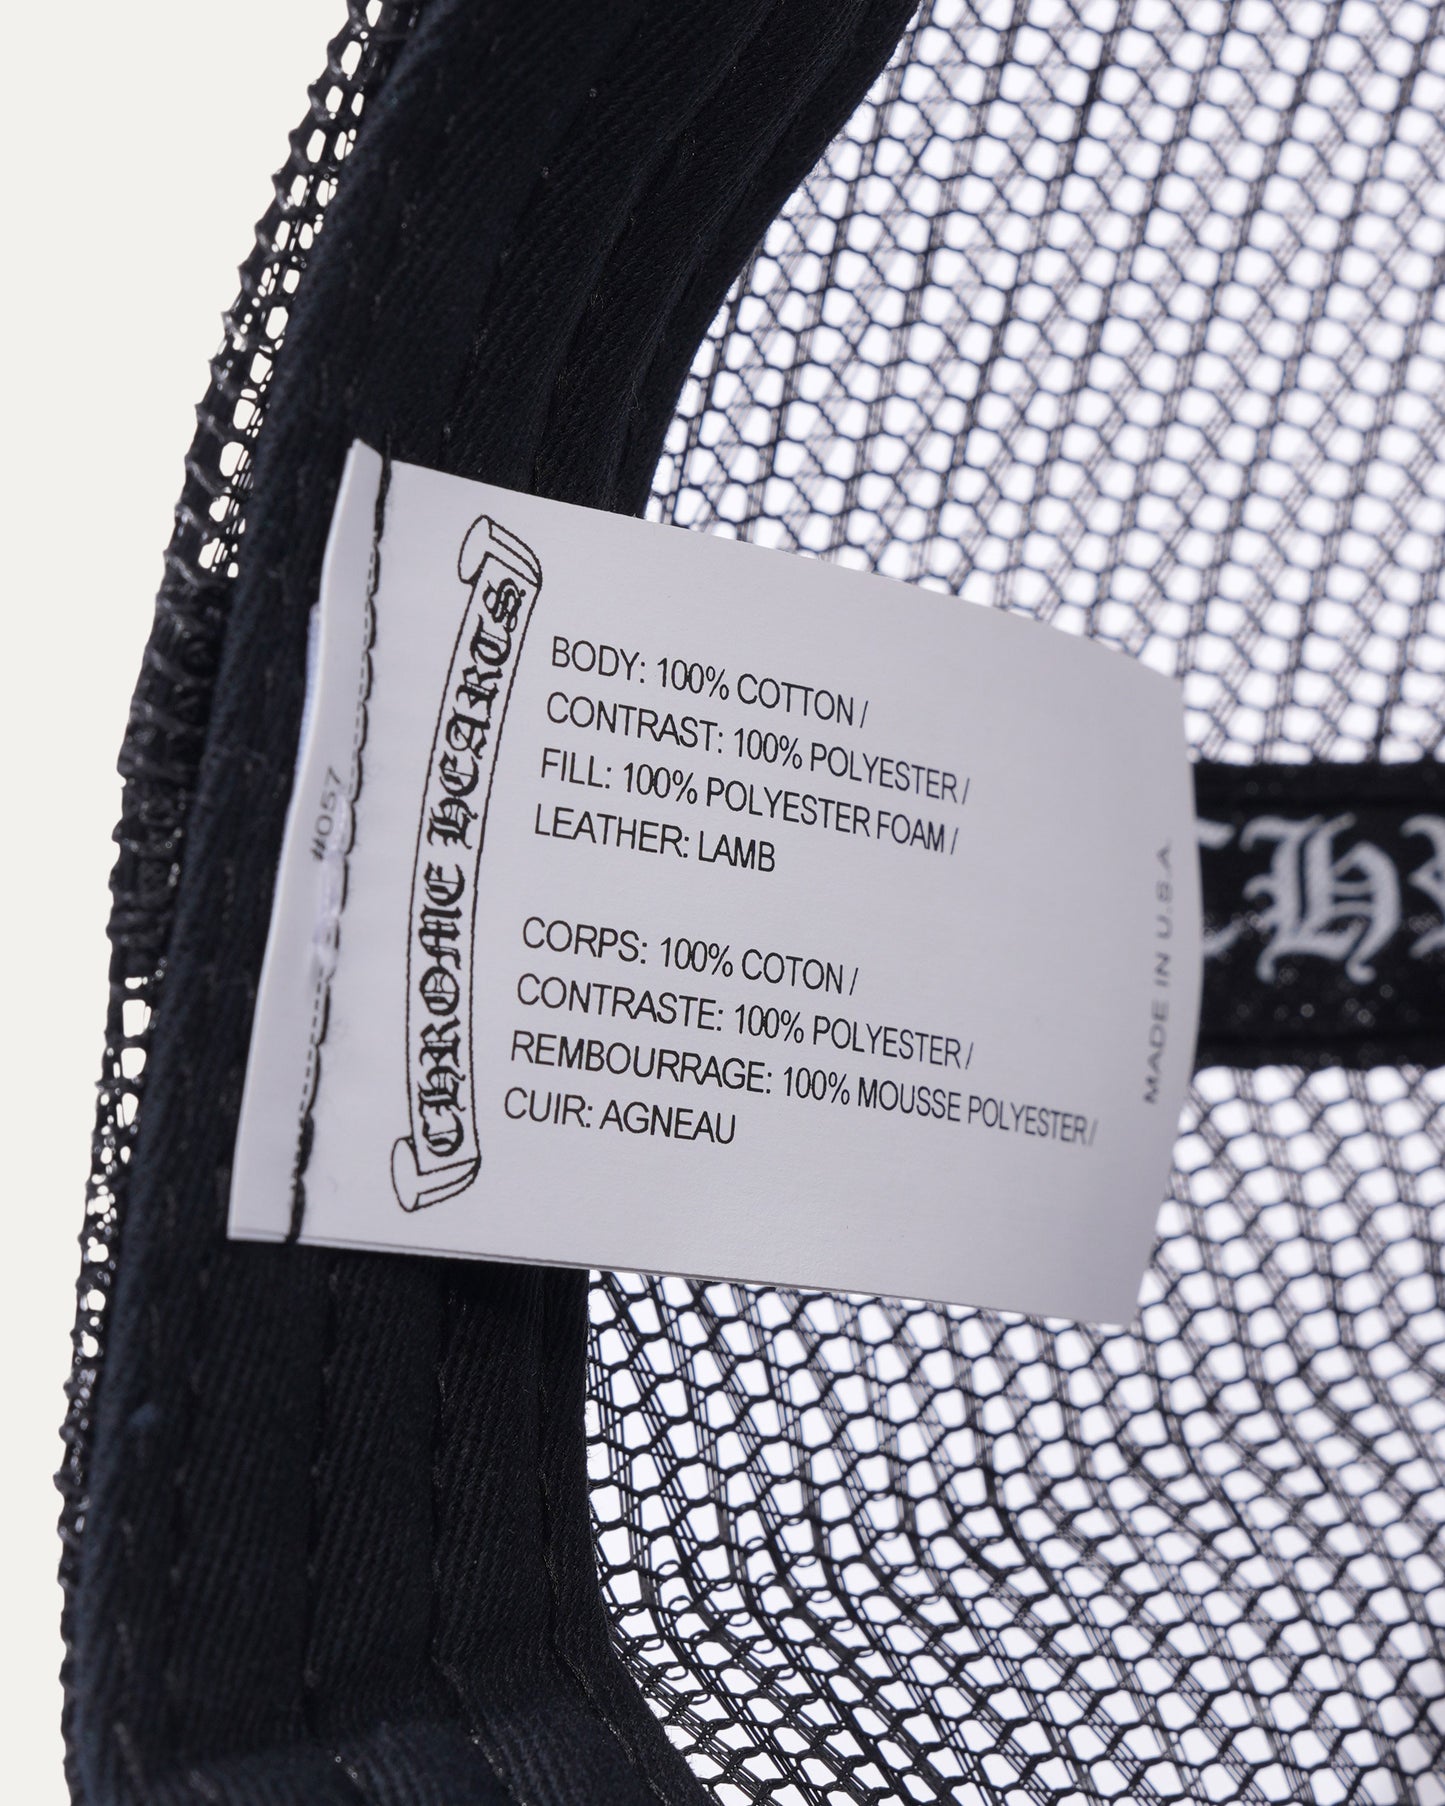 CHROME HEARTS
BODY: 100% COTTON /
CONTRAST: 100% POLYESTER /
FILL: 100% POLYESTER FOAM /
LEATHER: LAMB
CORPS: 100% COTON /
CONTRASTE: 100% POLYESTER /
REMBOURRAGE: 100% MOUSSE POLYESTER /
CUIR: AGNEAU
#057
MADE IN U.S.A.